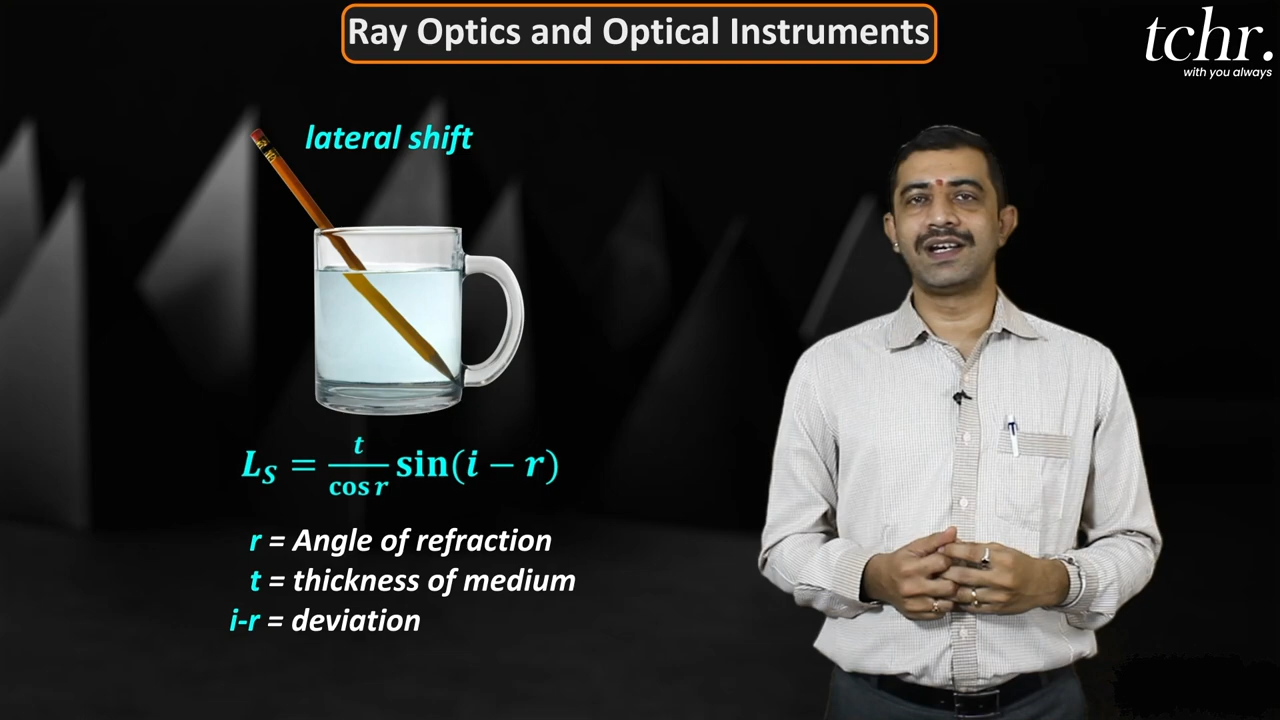 Ray Optics and Optical Instruments
tchr.
with you always
lateral shift
L_S = t/cos r sin(i − r)
r = Angle of refraction
t = thickness of medium
i-r = deviation